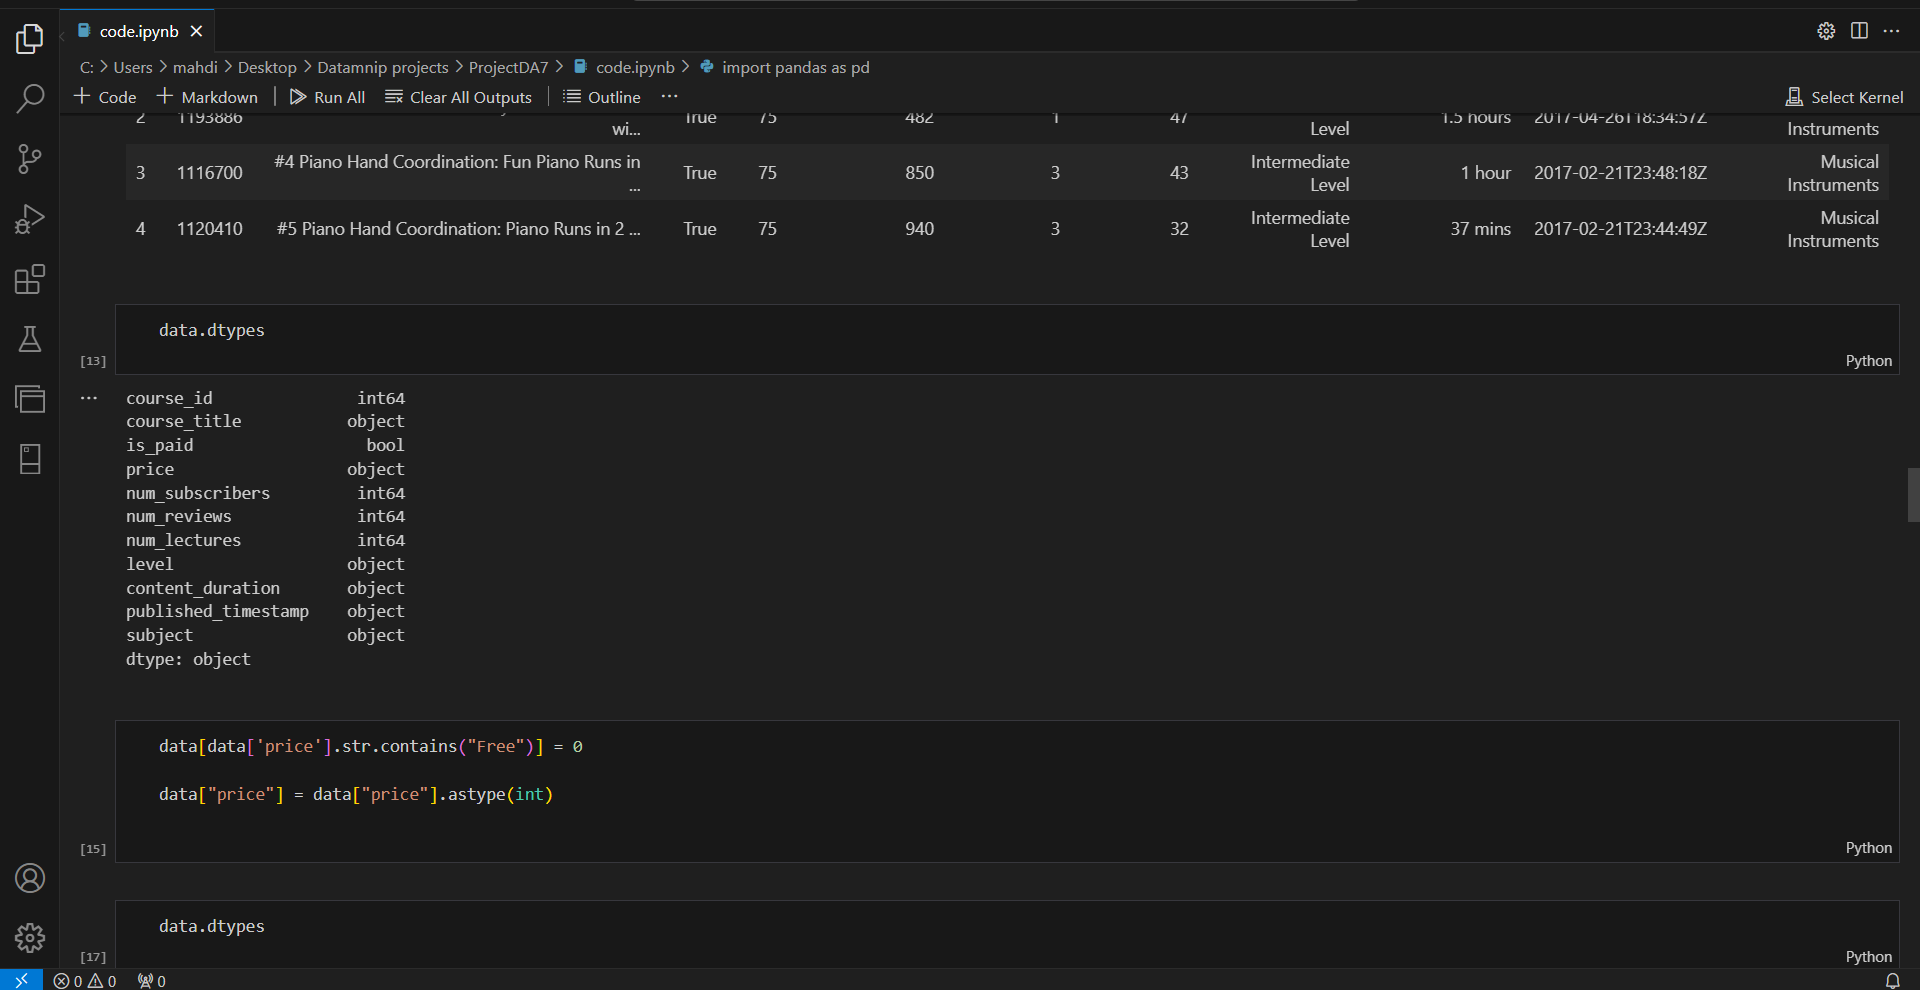 code.ipynb
C: > Users > mahdi > Desktop > Datamnip projects > ProjectDA7 > code.ipynb > import pandas as pd
+ Code + Markdown | Run All Clear All Outputs | Outline ... Select Kernel
2 1193886 wi... True 75 482 1 47 Level 1.5 hours 2017-04-26T18:34:57Z Instruments
#4 Piano Hand Coordination: Fun Piano Runs in Intermediate Musical
3 1116700 ... True 75 850 3 43 Level 1 hour 2017-02-21T23:48:18Z Instruments
Intermediate Musical
4 1120410 #5 Piano Hand Coordination: Piano Runs in 2 ... True 75 940 3 32 Level 37 mins 2017-02-21T23:44:49Z Instruments
data.dtypes
[13] Python
... course_id int64
course_title object
is_paid bool
price object
num_subscribers int64
num_reviews int64
num_lectures int64
level object
content_duration object
published_timestamp object
subject object
dtype: object
data[data['price'].str.contains("Free")] = 0
data["price"] = data["price"].astype(int)
[15] Python
data.dtypes
[17] Python
0 0 0